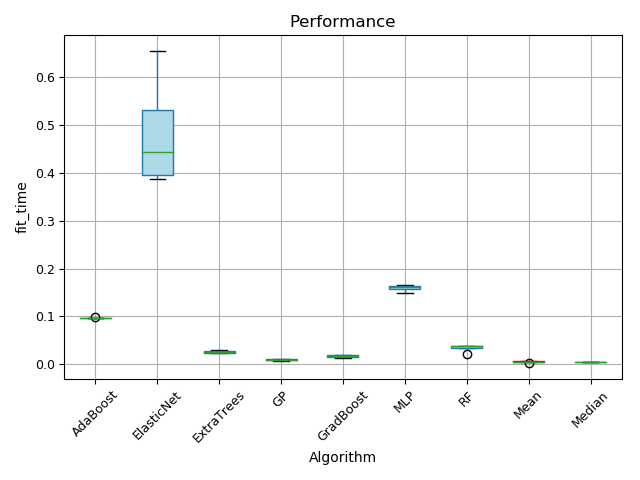 Performance
fit_time
0.6
0.5
0.4
0.3
0.2
0.1
0.0
AdaBoost
ElasticNet
ExtraTrees
GP
GradBoost
MLP
RF
Mean
Median
Algorithm